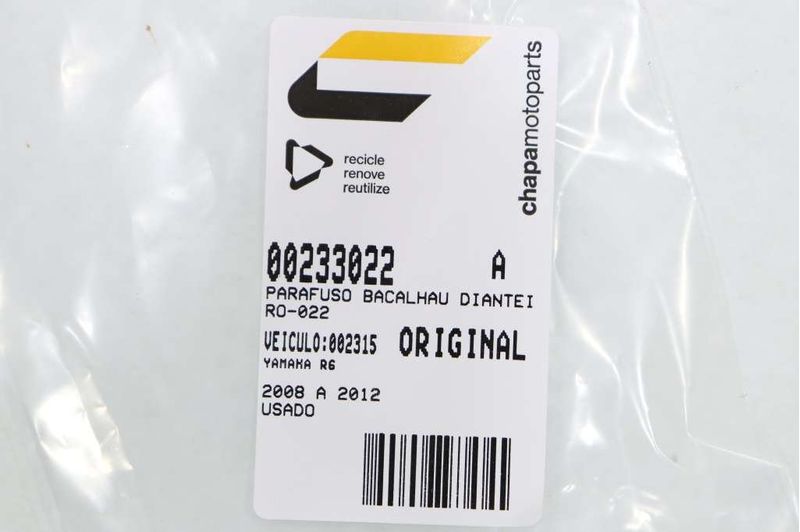 chapamotoparts
recicle
renove
reutilize
00233022 A
PARAFUSO BACALHAU DIANTEI
RO-022
VEICULO:002315 ORIGINAL
YAMAHA R6
2008 A 2012
USADO